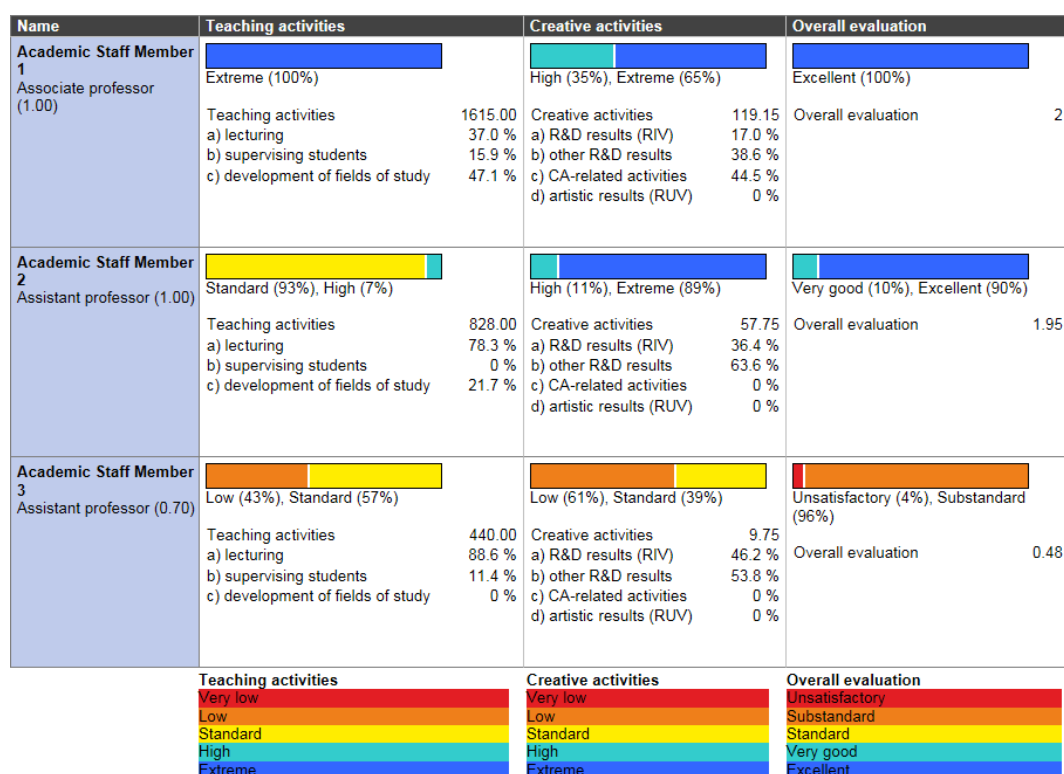 Name Teaching activities Creative activities Overall evaluation
Academic Staff Member
1
Associate professor
(1.00)
Extreme (100%)
Teaching activities 1615.00
a) lecturing 37.0 %
b) supervising students 15.9 %
c) development of fields of study 47.1 %
High (35%), Extreme (65%)
Creative activities 119.15
a) R&D results (RIV) 17.0 %
b) other R&D results 38.6 %
c) CA-related activities 44.5 %
d) artistic results (RUV) 0 %
Excellent (100%)
Overall evaluation 2
Academic Staff Member
2
Assistant professor (1.00)
Standard (93%), High (7%)
Teaching activities 828.00
a) lecturing 78.3 %
b) supervising students 0 %
c) development of fields of study 21.7 %
High (11%), Extreme (89%)
Creative activities 57.75
a) R&D results (RIV) 36.4 %
b) other R&D results 63.6 %
c) CA-related activities 0 %
d) artistic results (RUV) 0 %
Very good (10%), Excellent (90%)
Overall evaluation 1.95
Academic Staff Member
3
Assistant professor (0.70)
Low (43%), Standard (57%)
Teaching activities 440.00
a) lecturing 88.6 %
b) supervising students 11.4 %
c) development of fields of study 0 %
Low (61%), Standard (39%)
Creative activities 9.75
a) R&D results (RIV) 46.2 %
b) other R&D results 53.8 %
c) CA-related activities 0 %
d) artistic results (RUV) 0 %
Unsatisfactory (4%), Substandard
(96%)
Overall evaluation 0.48
Teaching activities
Very low
Low
Standard
High
Extreme
Creative activities
Very low
Low
Standard
High
Extreme
Overall evaluation
Unsatisfactory
Substandard
Standard
Very good
Excellent